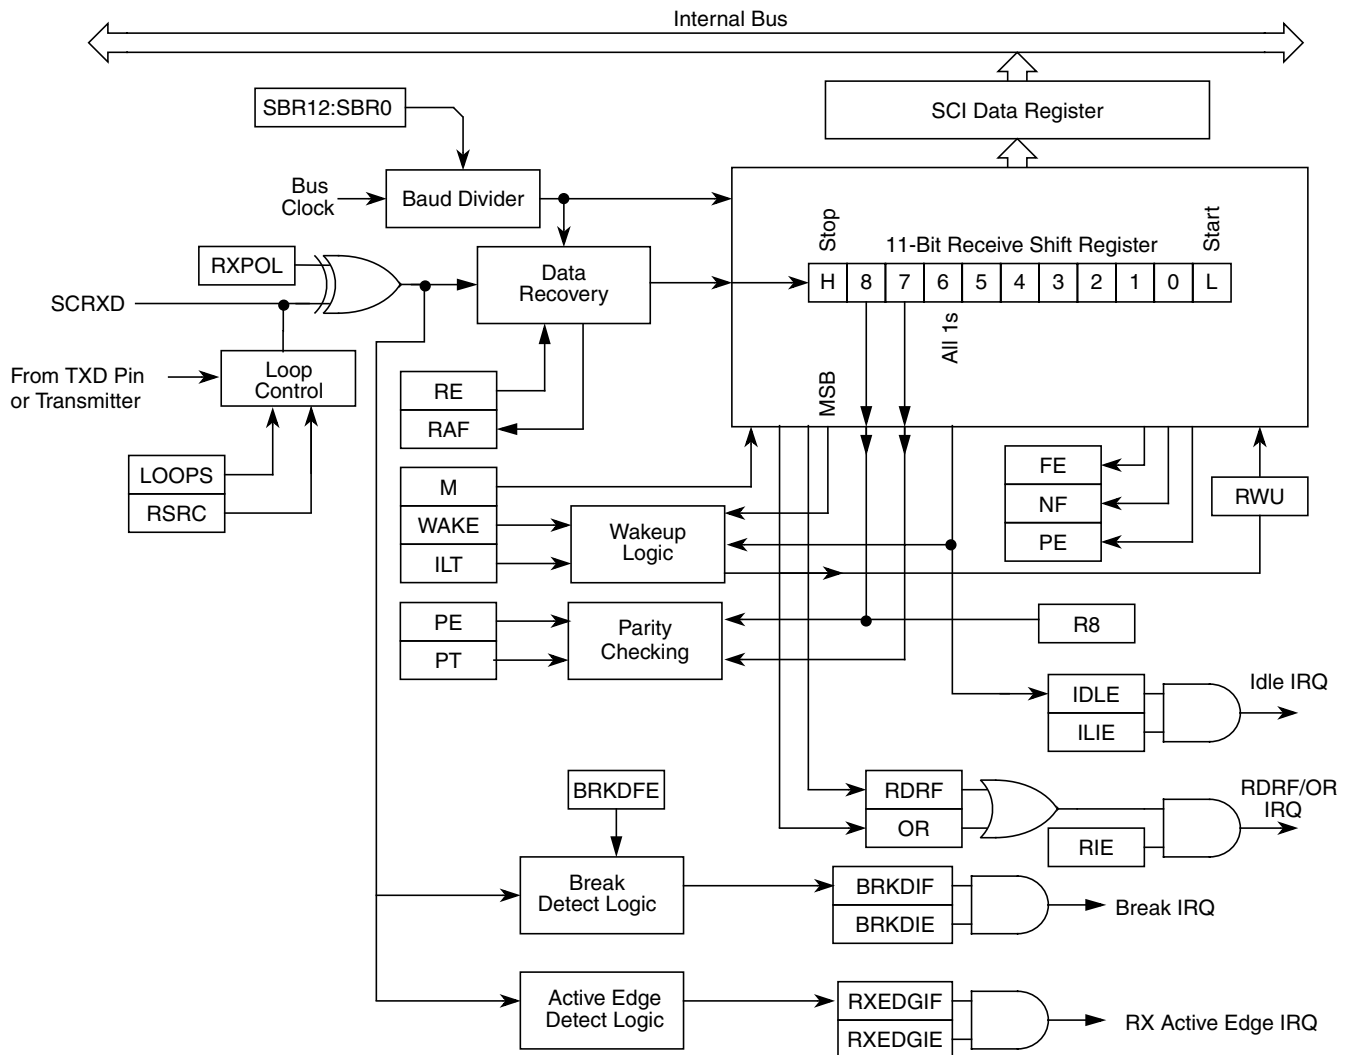 Internal Bus
SBR12:SBR0
SCI Data Register
Bus
Clock
Baud Divider
Stop
11-Bit Receive Shift Register
Start
RXPOL
Data
Recovery
H 8 7 6 5 4 3 2 1 0 L
SCRXD
All 1s
From TXD Pin
or Transmitter
Loop
Control
MSB
RE
RAF
LOOPS
RSRC
M
WAKE
ILT
Wakeup
Logic
FE
NF
PE
RWU
PE
PT
Parity
Checking
R8
IDLE
ILIE
Idle IRQ
BRKDFE
RDRF
OR
RIE
RDRF/OR
IRQ
Break
Detect Logic
BRKDIF
BRKDIE
Break IRQ
Active Edge
Detect Logic
RXEDGIF
RXEDGIE
RX Active Edge IRQ